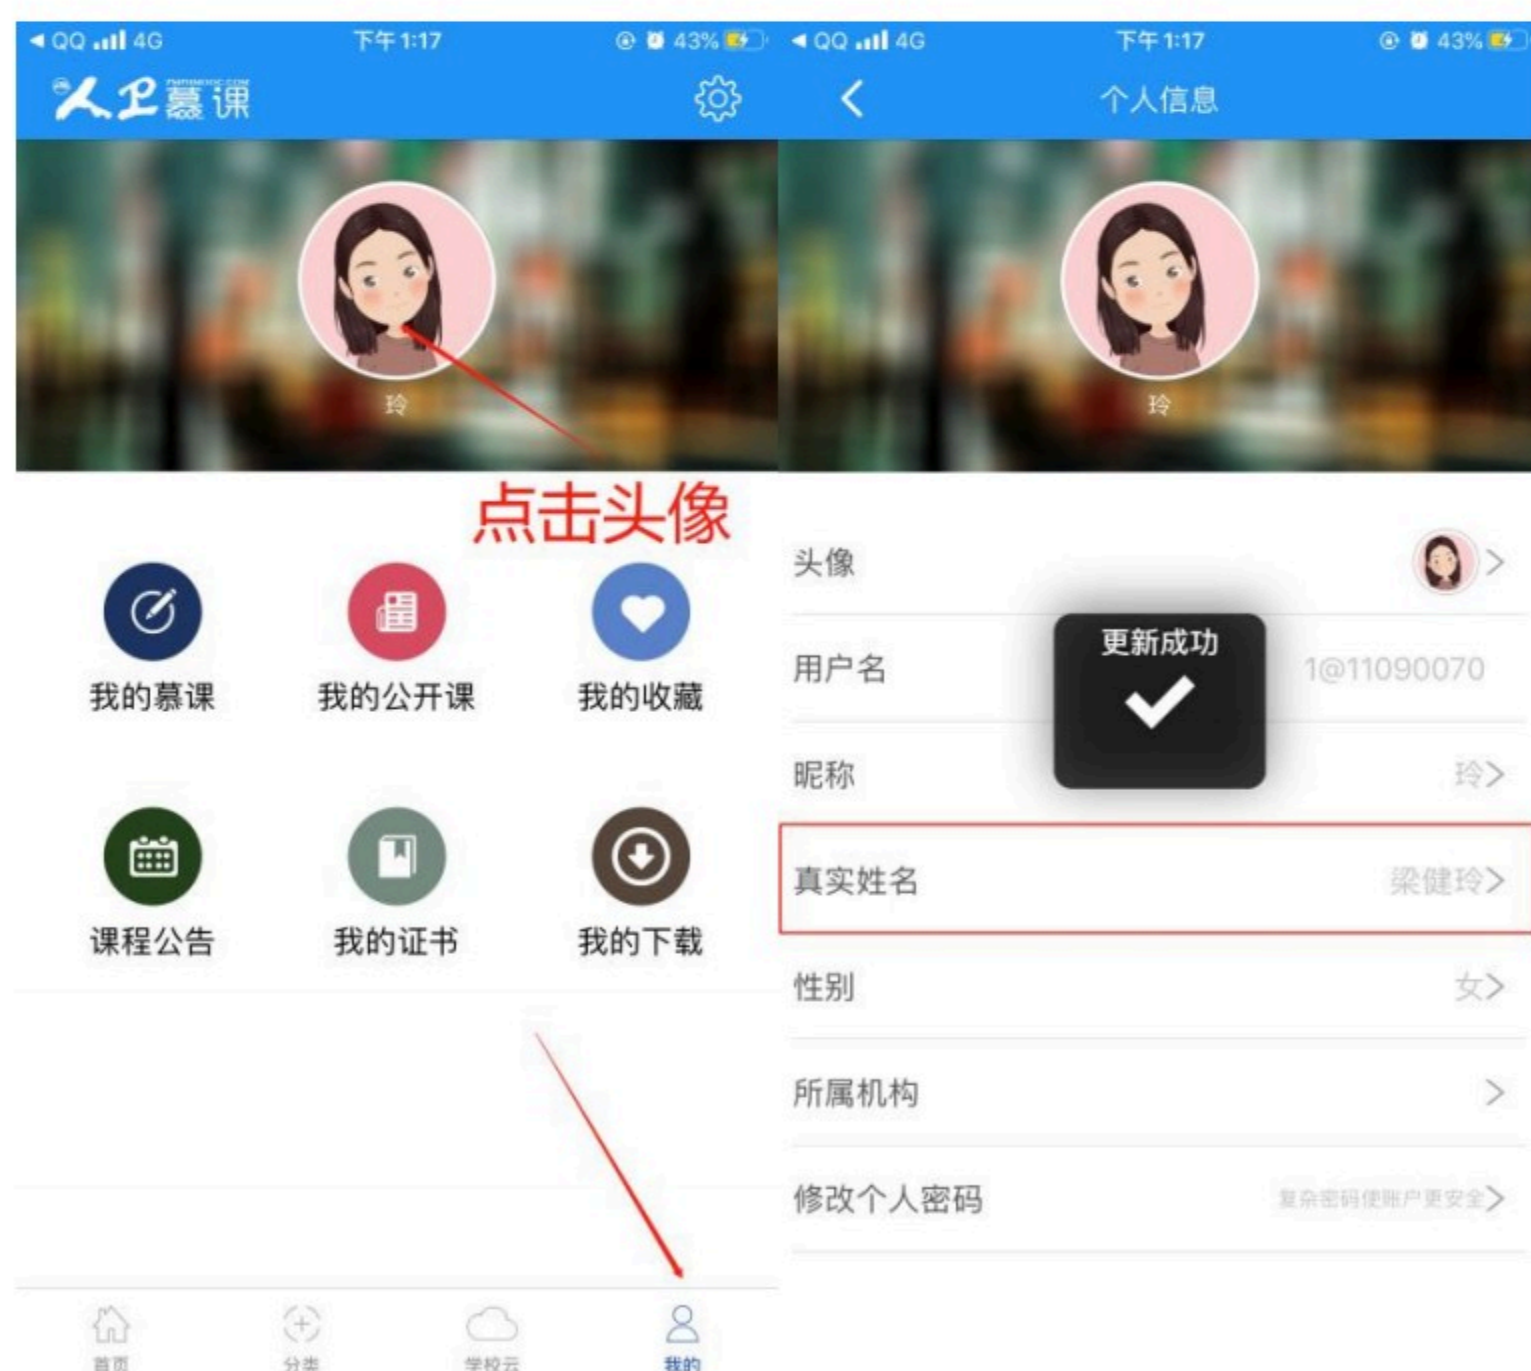 QQ 4G 下午 1:17 43%
人卫慕课
玲
点击头像
我的慕课 我的公开课 我的收藏
课程公告 我的证书 我的下载
首页 分类 学校云 我的
QQ 4G 下午 1:17 43%
个人信息
玲
头像
更新成功
用户名 1@11090070
昵称 玲
真实姓名 梁健玲
性别 女
所属机构
修改个人密码 复杂密码使账户更安全